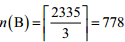 n(B) = [2335/3] = 778